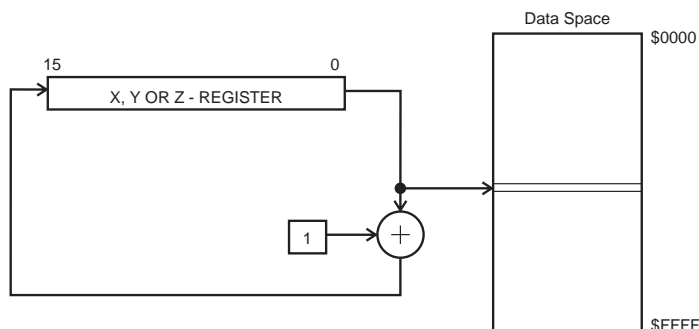 Data Space
$0000
15
0
X, Y OR Z - REGISTER
1
+
$FFFF